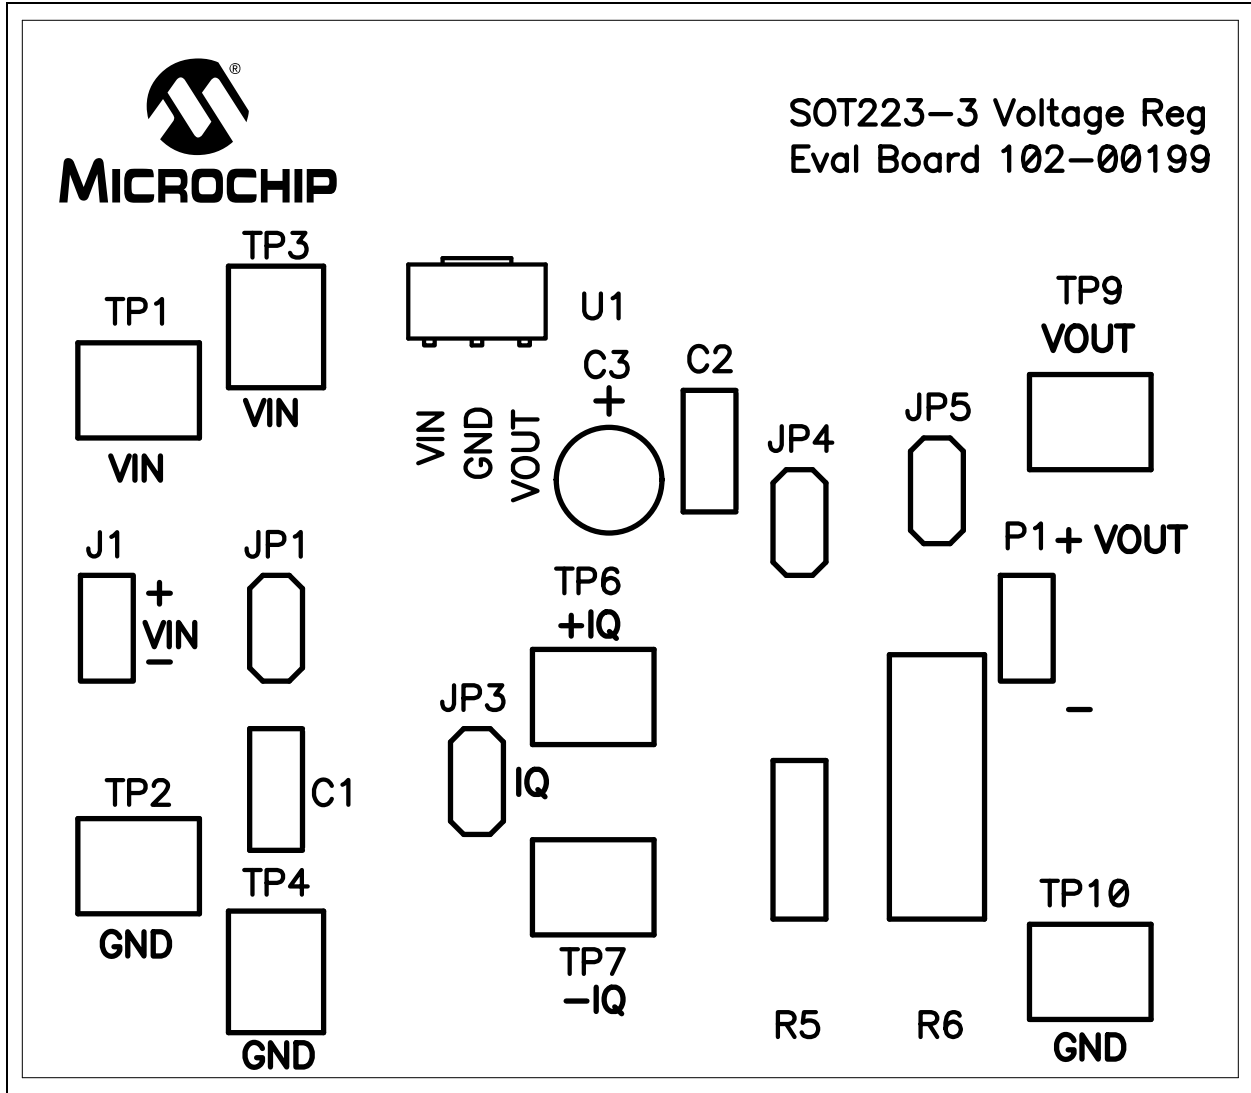 ®
MICROCHIP
SOT223-3 Voltage Reg
Eval Board 102-00199
TP3
VIN
TP1
VIN
U1
VIN
GND
VOUT
C3
+
C2
JP4
JP5
TP9
VOUT
J1
+
VIN
-
JP1
P1 + VOUT
-
TP6
+IQ
JP3
IQ
TP2
GND
C1
TP4
GND
TP7
-IQ
R5
R6
TP10
GND